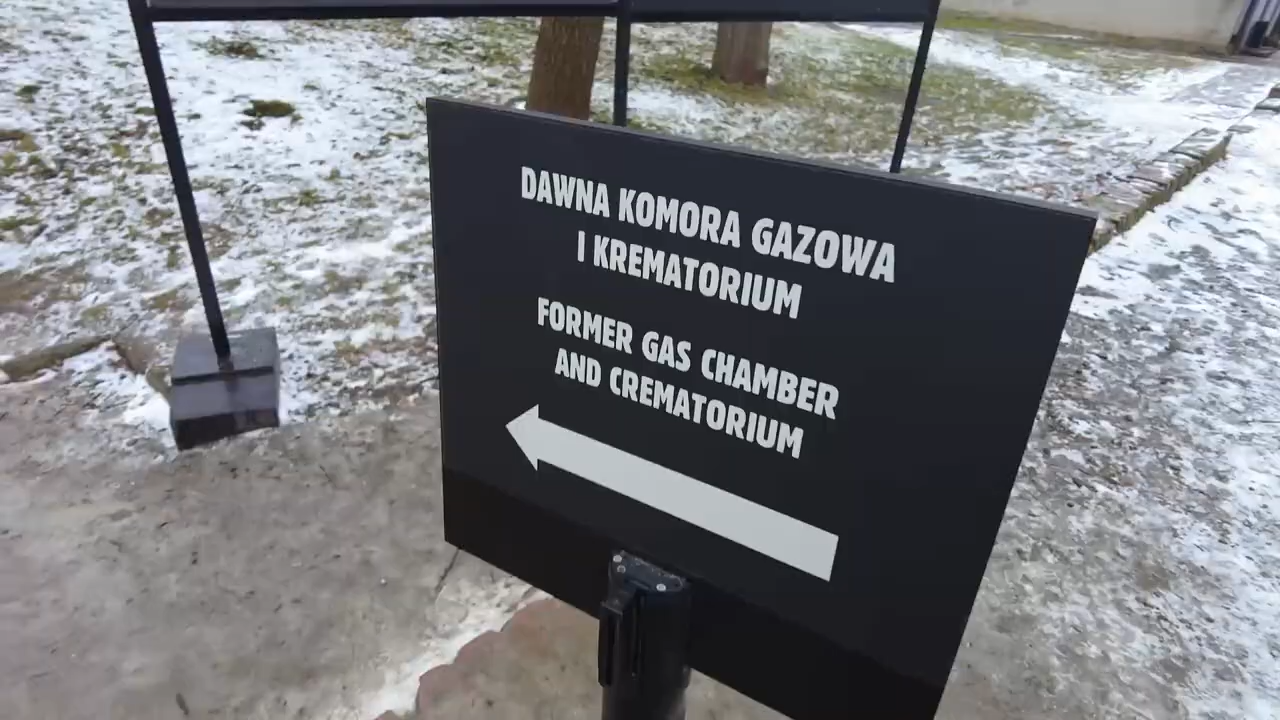 DAWNA KOMORA GAZOWA
I KREMATORIUM
FORMER GAS CHAMBER
AND CREMATORIUM